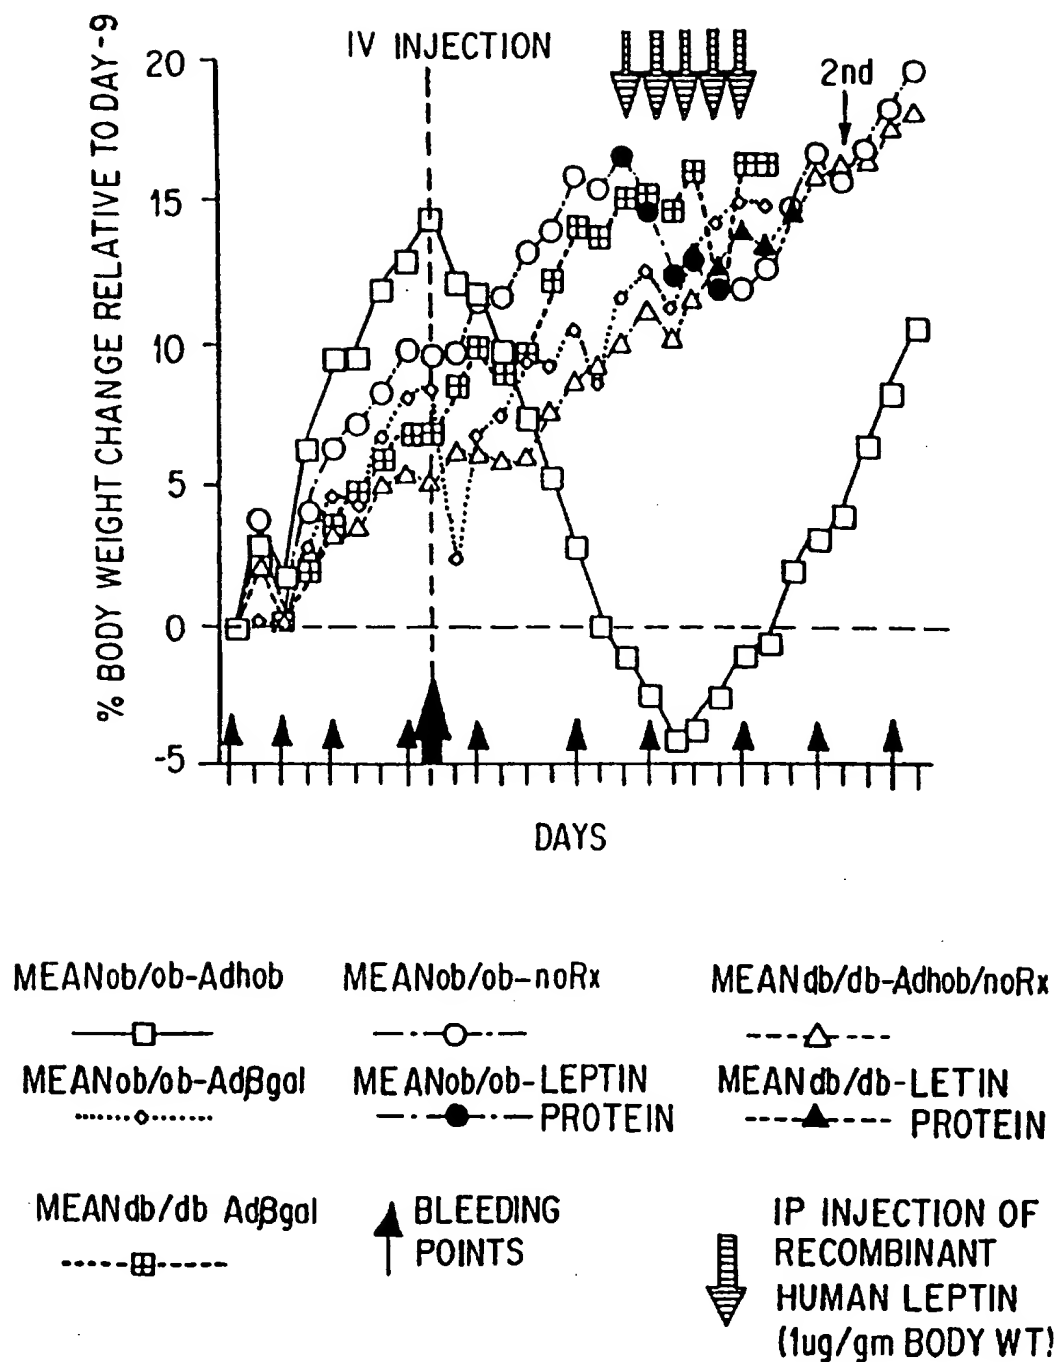 IV INJECTION
2nd
% BODY WEIGHT CHANGE RELATIVE TO DAY-9
20
15
10
5
0
-5
DAYS
MEANob/ob-Adhob
MEANob/ob-noRx
MEANdb/db-Adhob/noRx
MEANob/ob-Adβgal
MEANob/ob-LEPTIN
PROTEIN
MEANdb/db-LETIN
PROTEIN
MEANdb/db Adβgal
BLEEDING
POINTS
IP INJECTION OF
RECOMBINANT
HUMAN LEPTIN
(1ug/gm BODY WT!